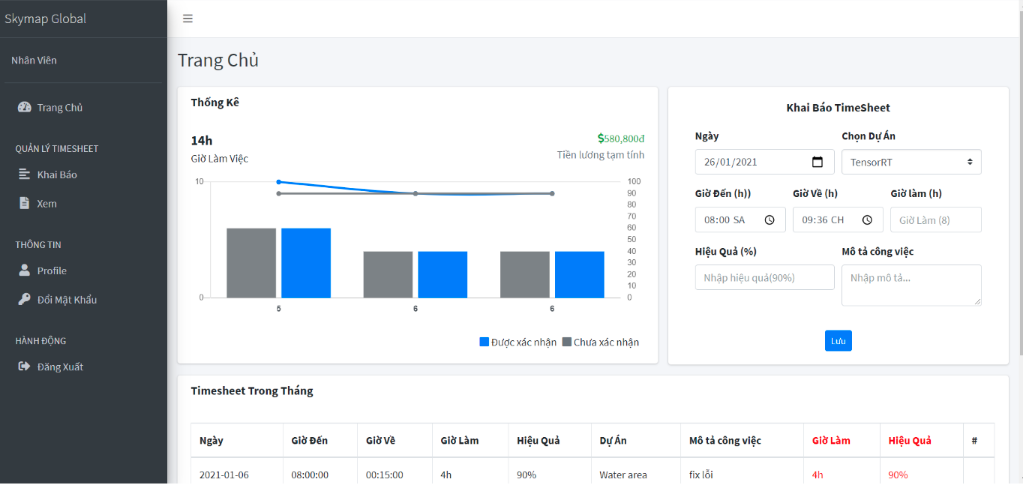 Skymap Global
Nhân Viên
Trang Chủ
QUẢN LÝ TIMESHEET
Khai Báo
Xem
THÔNG TIN
Profile
Đổi Mật Khẩu
HÀNH ĐỘNG
Đăng Xuất
Trang Chủ
Thống Kê
14h
$580,800đ
Giờ Làm Việc
Tiền lương tạm tính
10
0
100
90
80
70
60
50
40
30
20
10
0
5 6 6
Được xác nhận Chưa xác nhận
Khai Báo TimeSheet
Ngày Chọn Dự Án
26/01/2021 TensorRT
Giờ Đến (h)) Giờ Về (h) Giờ làm (h)
08:00 SA 09:36 CH Giờ Làm (8)
Hiệu Quả (%) Mô tả công việc
Nhập hiệu quả(90%) Nhập mô tả...
Lưu
Timesheet Trong Tháng
Ngày Giờ Đến Giờ Về Giờ Làm Hiệu Quả Dự Án Mô tả công việc Giờ Làm Hiệu Quả #
2021-01-06 08:00:00 00:15:00 4h 90% Water area fix lỗi 4h 90%